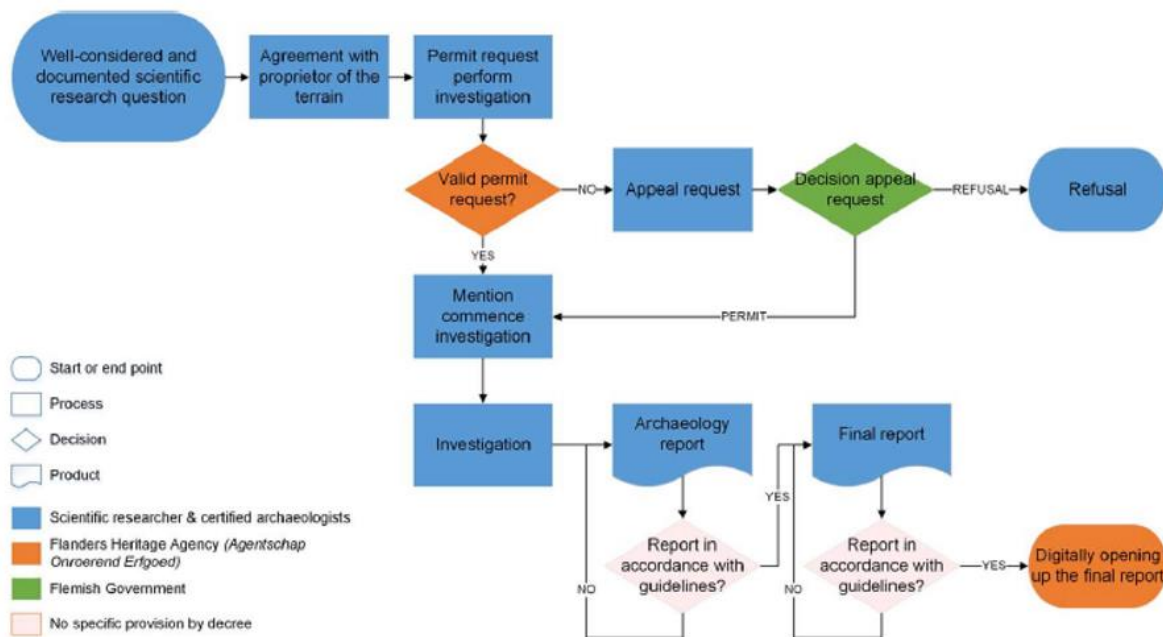 Well-considered and
documented scientific
research question
Agreement with
proprietor of the
terrain
Permit request
perform
investigation
Valid permit
request?
NO
Appeal request
Decision appeal
request
REFUSAL
Refusal
YES
Mention
commence
investigation
PERMIT
Investigation
Archaeology
report
Final report
YES
Report in
accordance with
guidelines?
NO
Report in
accordance with
guidelines?
NO
YES
Digitally opening
up the final report
Start or end point
Process
Decision
Product
Scientific researcher & certified archaeologists
Flanders Heritage Agency (Agentschap
Onroerend Erfgoed)
Flemish Government
No specific provision by decree